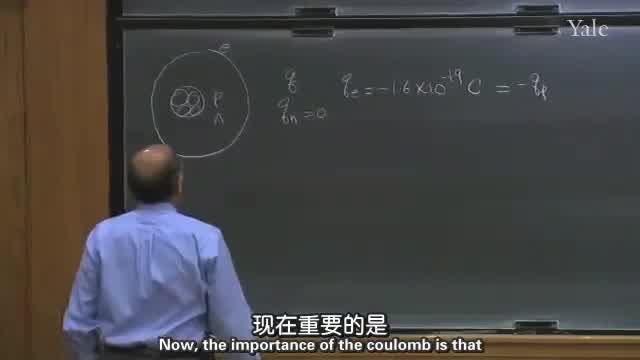 Yale
e
P
n
q
q_e = -1.6 × 10^-19 C = -q_p
q_n = 0
现在重要的是
Now, the importance of the coulomb is that